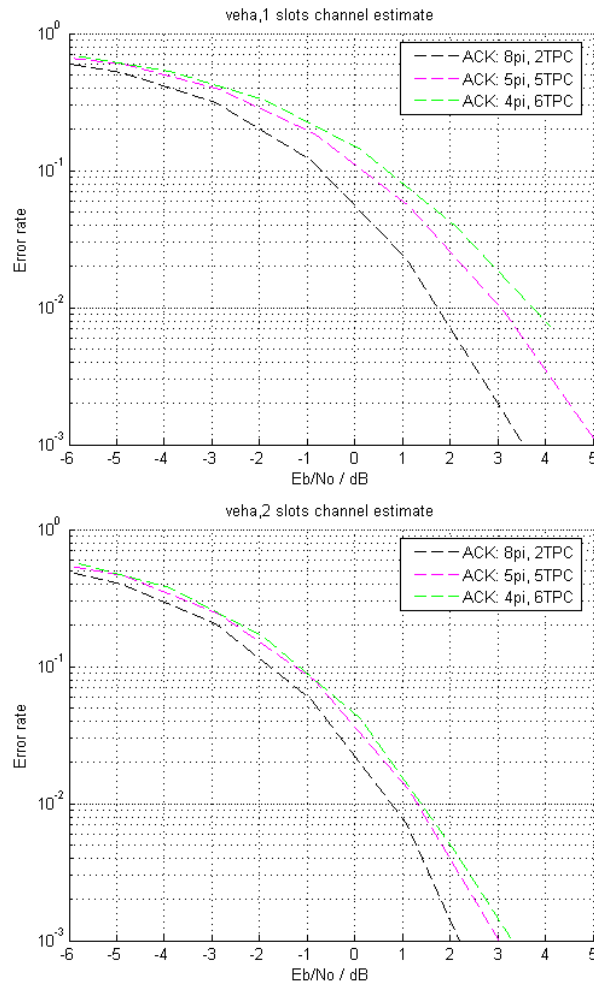 veha,1 slots channel estimate
10^0
10^-1
10^-2
10^-3
Error rate
ACK: 8pi, 2TPC
ACK: 5pi, 5TPC
ACK: 4pi, 6TPC
-6 -5 -4 -3 -2 -1 0 1 2 3 4 5
Eb/No / dB
veha,2 slots channel estimate
10^0
10^-1
10^-2
10^-3
Error rate
ACK: 8pi, 2TPC
ACK: 5pi, 5TPC
ACK: 4pi, 6TPC
-6 -5 -4 -3 -2 -1 0 1 2 3 4 5
Eb/No / dB